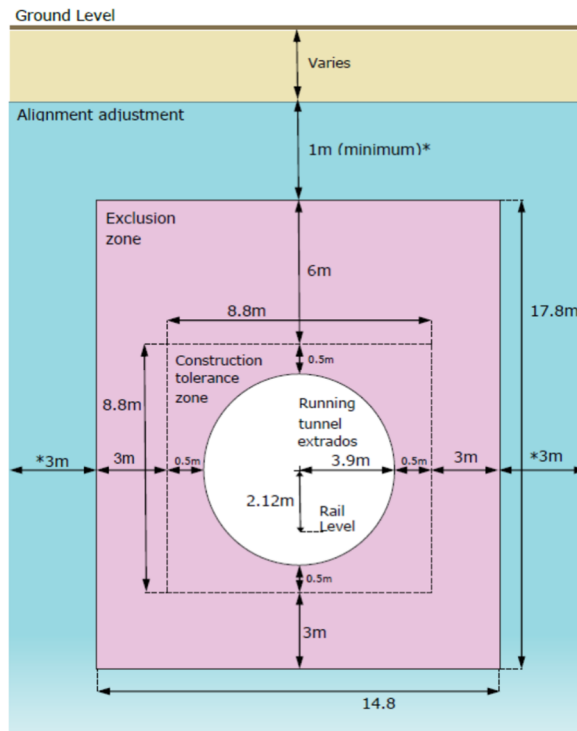 Ground Level
Varies
Alignment adjustment
1m (minimum)*
Exclusion
zone
6m
17.8m
8.8m
Construction
tolerance
zone
0.5m
8.8m
Running
tunnel
extrados
*3m
3m
0.5m
3.9m
0.5m
3m
*3m
2.12m
Rail
Level
0.5m
3m
14.8